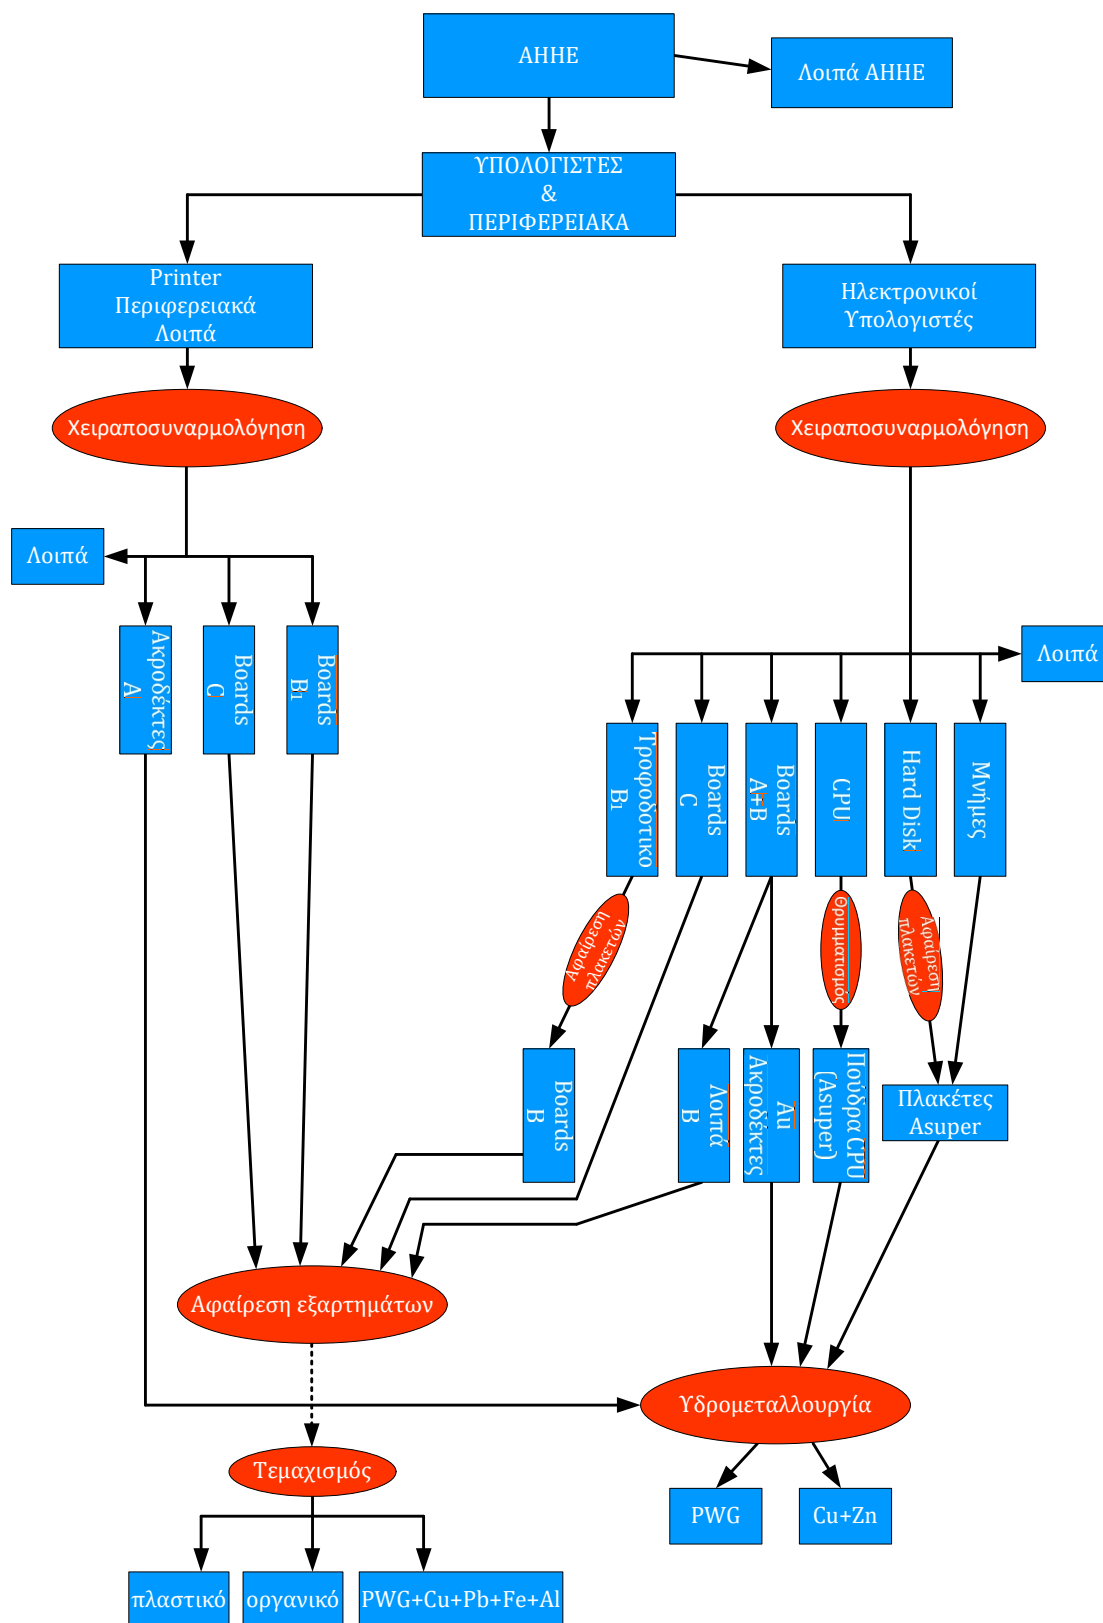 ΑΗΗΕ
Λοιπά ΑΗΗΕ
ΥΠΟΛΟΓΙΣΤΕΣ
&
ΠΕΡΙΦΕΡΕΙΑΚΑ
Printer
Περιφερειακά
Λοιπά
Ηλεκτρονικοί
Υπολογιστές
Χειραποσυναρμολόγηση
Χειραποσυναρμολόγηση
Λοιπά
Ακροδέκτες
Α
Boards
C
Boards
B1
Λοιπά
Τροφοδοτικο
B1
Boards
C
Boards
A+B
CPU
Hard Disk
Μνήμες
Αφαίρεση
πλακετών
Θρυμματισμός
Αφαίρεση
πλακετών
Boards
B
Λοιπά
B
Au
Ακροδέκτες
Πούδρα CPU
(Asuper)
Πλακέτες
Asuper
Αφαίρεση εξαρτημάτων
Υδρομεταλλουργία
Τεμαχισμός
PWG
Cu+Zn
πλαστικό
οργανικό
PWG+Cu+Pb+Fe+Al